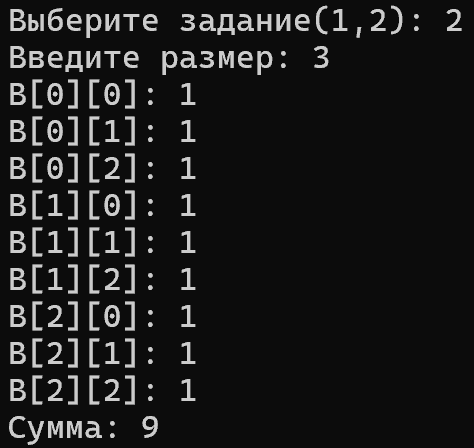 Выберите задание(1,2): 2
Введите размер: 3
B[0][0]: 1
B[0][1]: 1
B[0][2]: 1
B[1][0]: 1
B[1][1]: 1
B[1][2]: 1
B[2][0]: 1
B[2][1]: 1
B[2][2]: 1
Сумма: 9